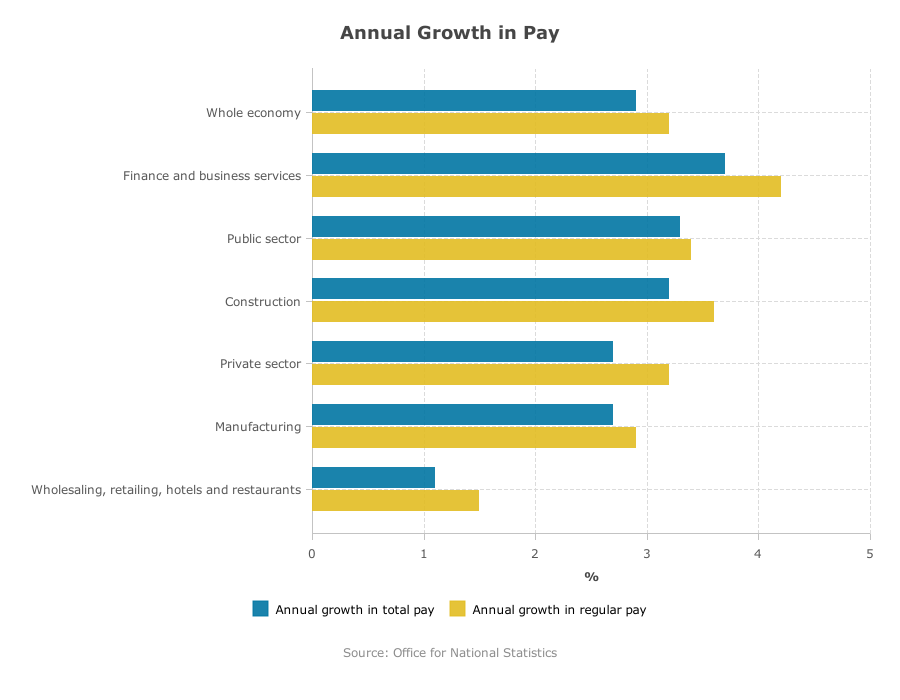 Annual Growth in Pay
Whole economy
Finance and business services
Public sector
Construction
Private sector
Manufacturing
Wholesaling, retailing, hotels and restaurants
0 1 2 3 4 5
%
Annual growth in total pay Annual growth in regular pay
Source: Office for National Statistics